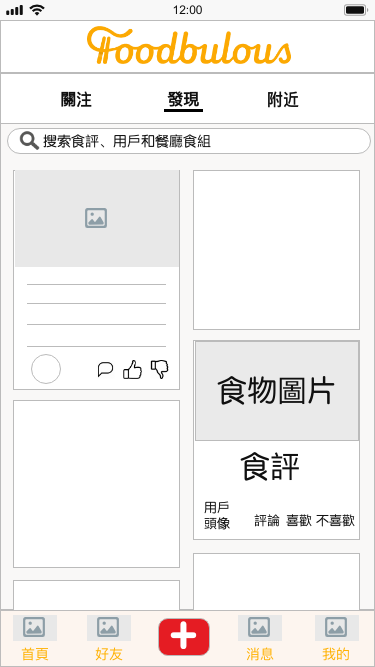 12:00
Foodbulous
關注 發現 附近
搜索食評、用戶和餐廳食組
食物圖片
食評
用戶
頭像
評論 喜歡 不喜歡
首頁 好友 消息 我的